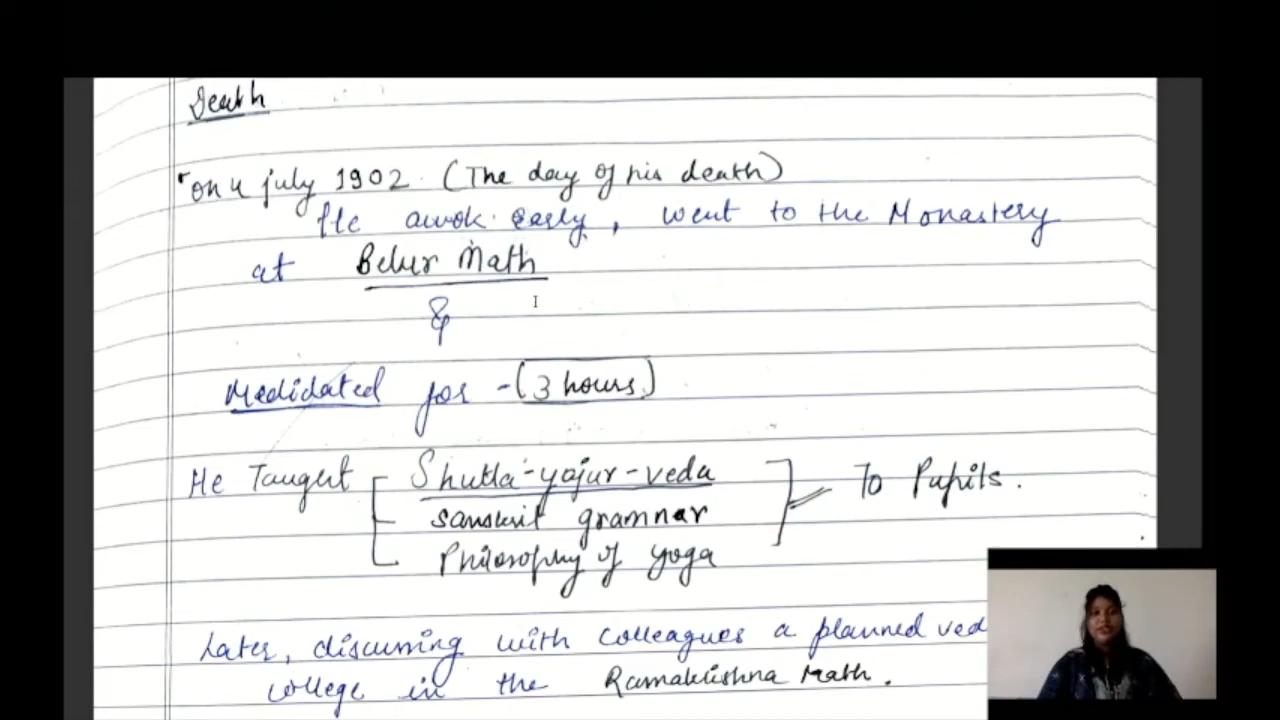 Death
on 4 july 1902. (The day of his death)
He awok early, went to the Monastery
at Belur Math
&
Medidated for - (3 hours)
He Taught Shukla-yajur-veda To Pupils.
sanskrit grammar
Philosophy of yoga
Later, discussing with colleagues a planned ved
college in the Ramakrishna Math.